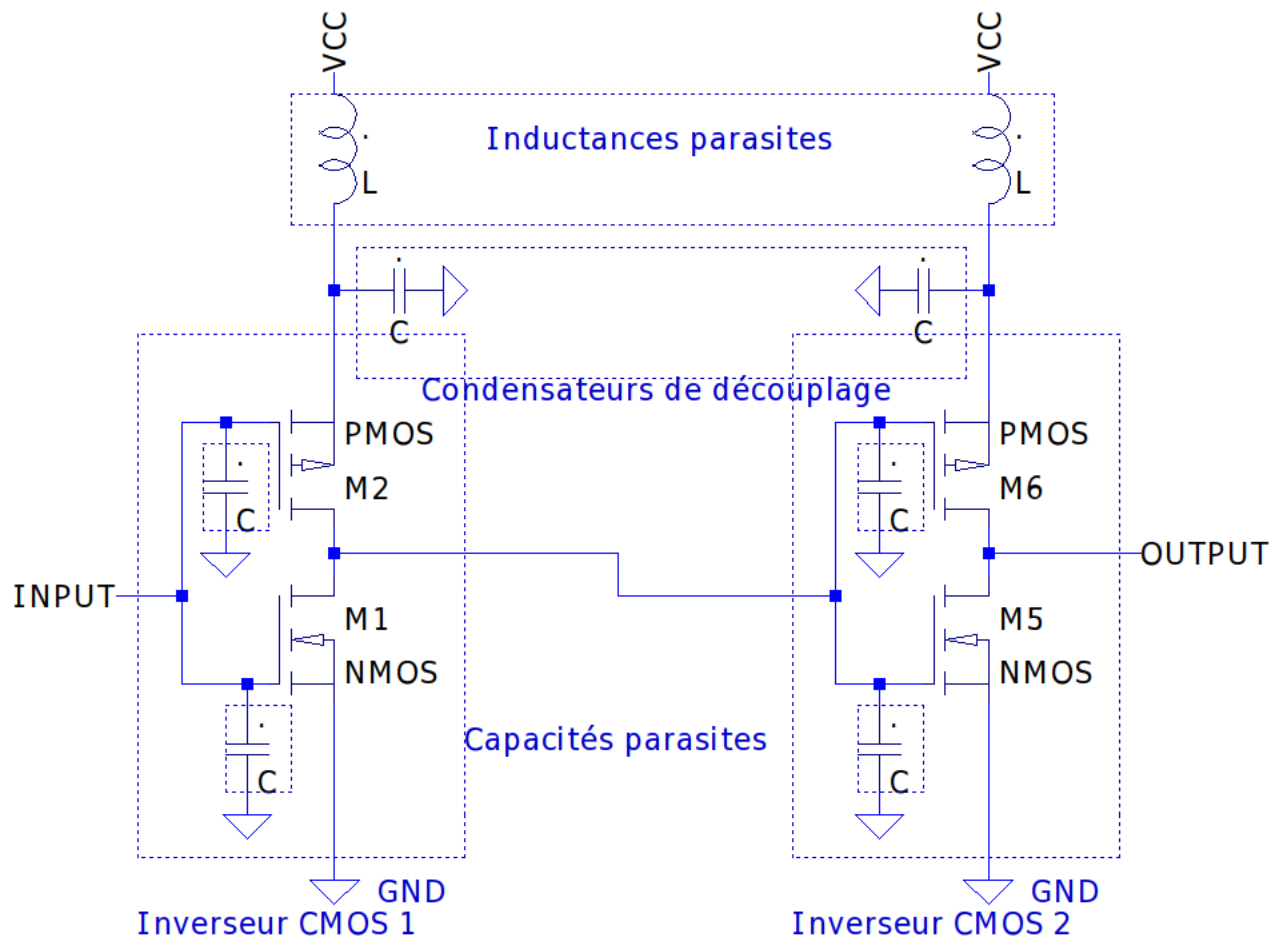 VCC
VCC
Inductances parasites
L
L
C
C
Condensateurs de découplage
PMOS
PMOS
M2
M6
C
C
INPUT
OUTPUT
M1
M5
NMOS
NMOS
Capacités parasites
C
C
GND
GND
Inverseur CMOS 1
Inverseur CMOS 2